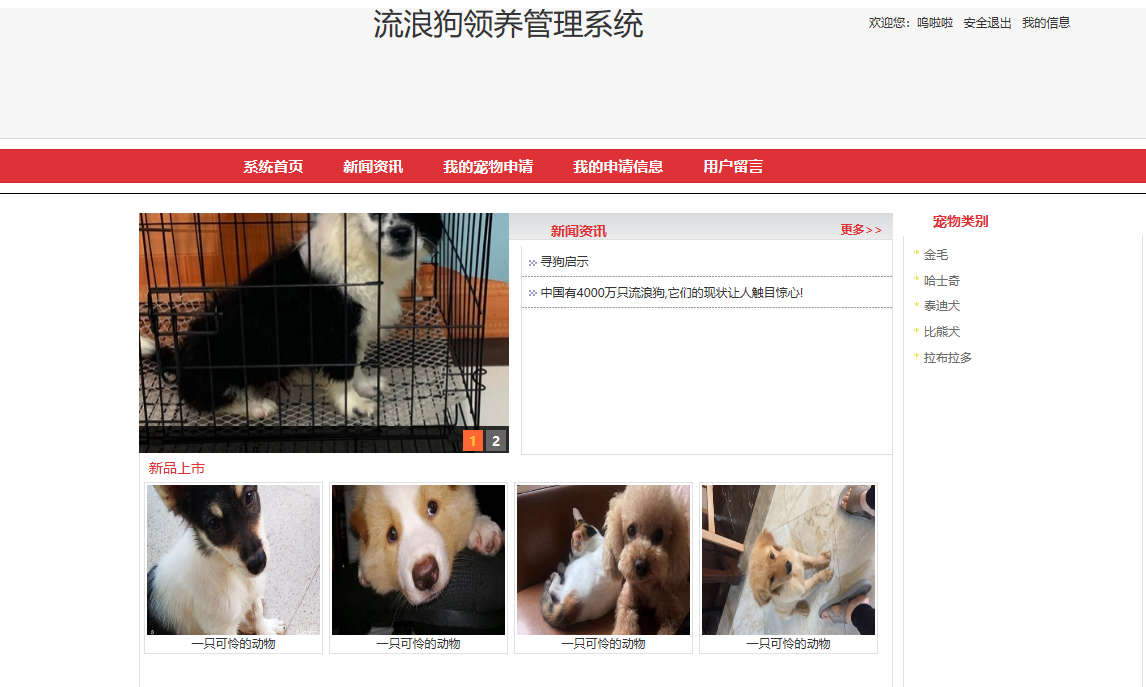 流浪狗领养管理系统
欢迎您：呜啦啦 安全退出 我的信息
系统首页 新闻资讯 我的宠物申请 我的申请信息 用户留言
新闻资讯 更多>>
寻狗启示
中国有4000万只流浪狗,它们的现状让人触目惊心!
1 2
宠物类别
金毛
哈士奇
泰迪犬
比熊犬
拉布拉多
新品上市
一只可怜的动物 一只可怜的动物 一只可怜的动物 一只可怜的动物